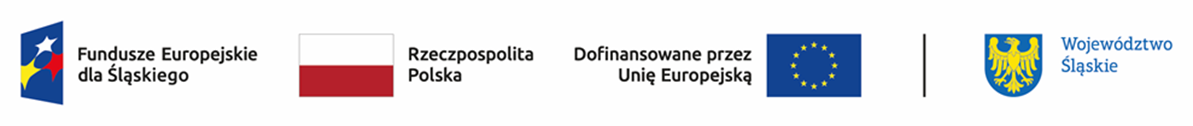 Fundusze Europejskie
dla Śląskiego
Rzeczpospolita
Polska
Dofinansowane przez
Unię Europejską
Województwo
Śląskie